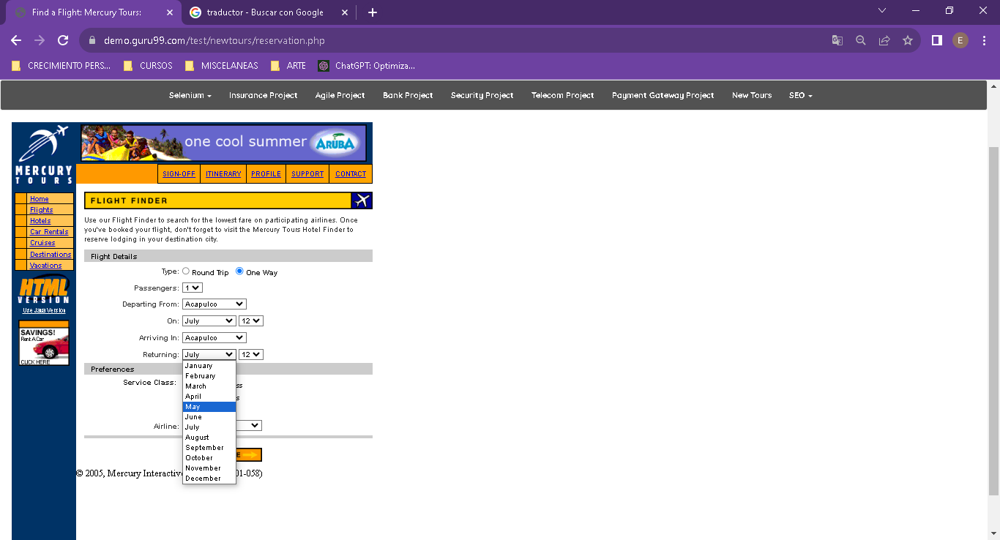 Find a Flight: Mercury Tours:
traductor - Buscar con Google
demo.guru99.com/test/newtours/reservation.php
E
CRECIMIENTO PERS...
CURSOS
MISCELANEAS
ARTE
ChatGPT: Optimiza...
Selenium
Insurance Project
Agile Project
Bank Project
Security Project
Telecom Project
Payment Gateway Project
New Tours
SEO
MERCURY
TOURS
one cool summer
ARUBA
SIGN-OFF
ITINERARY
PROFILE
SUPPORT
CONTACT
Home
Flights
Hotels
Car Rentals
Cruises
Destinations
Vacations
HTML
VERSION
Use Java Version
SAVINGS!
Rent A Car
CLICK HERE
FLIGHT FINDER
Use our Flight Finder to search for the lowest fare on participating airlines. Once
you've booked your flight, don't forget to visit the Mercury Tours Hotel Finder to
reserve lodging in your destination city.
Flight Details
Type: Round Trip One Way
Passengers: 1
Departing From: Acapulco
On: July 12
Arriving In: Acapulco
Returning: July 12
January
February
March
April
May
June
July
August
September
October
November
December
Preferences
Service Class:
ss
s
Airline:
E
© 2005, Mercury Interactive
01-058)